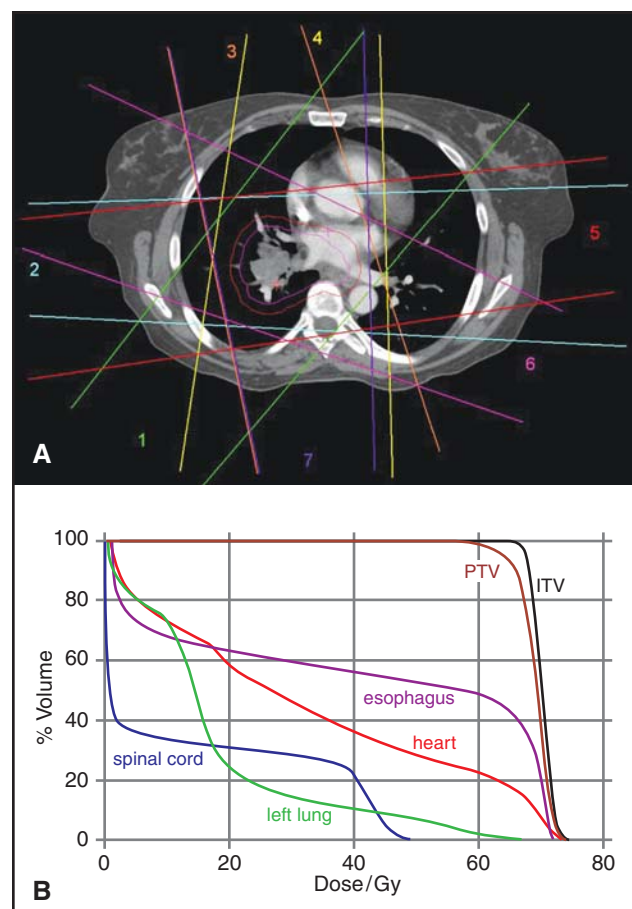 3 4
5
2
6
1
7
A
100
PTV ITV
80
% Volume
60
esophagus
40
heart
spinal cord
20
left lung
0
0 20 40 60 80
Dose/Gy
B